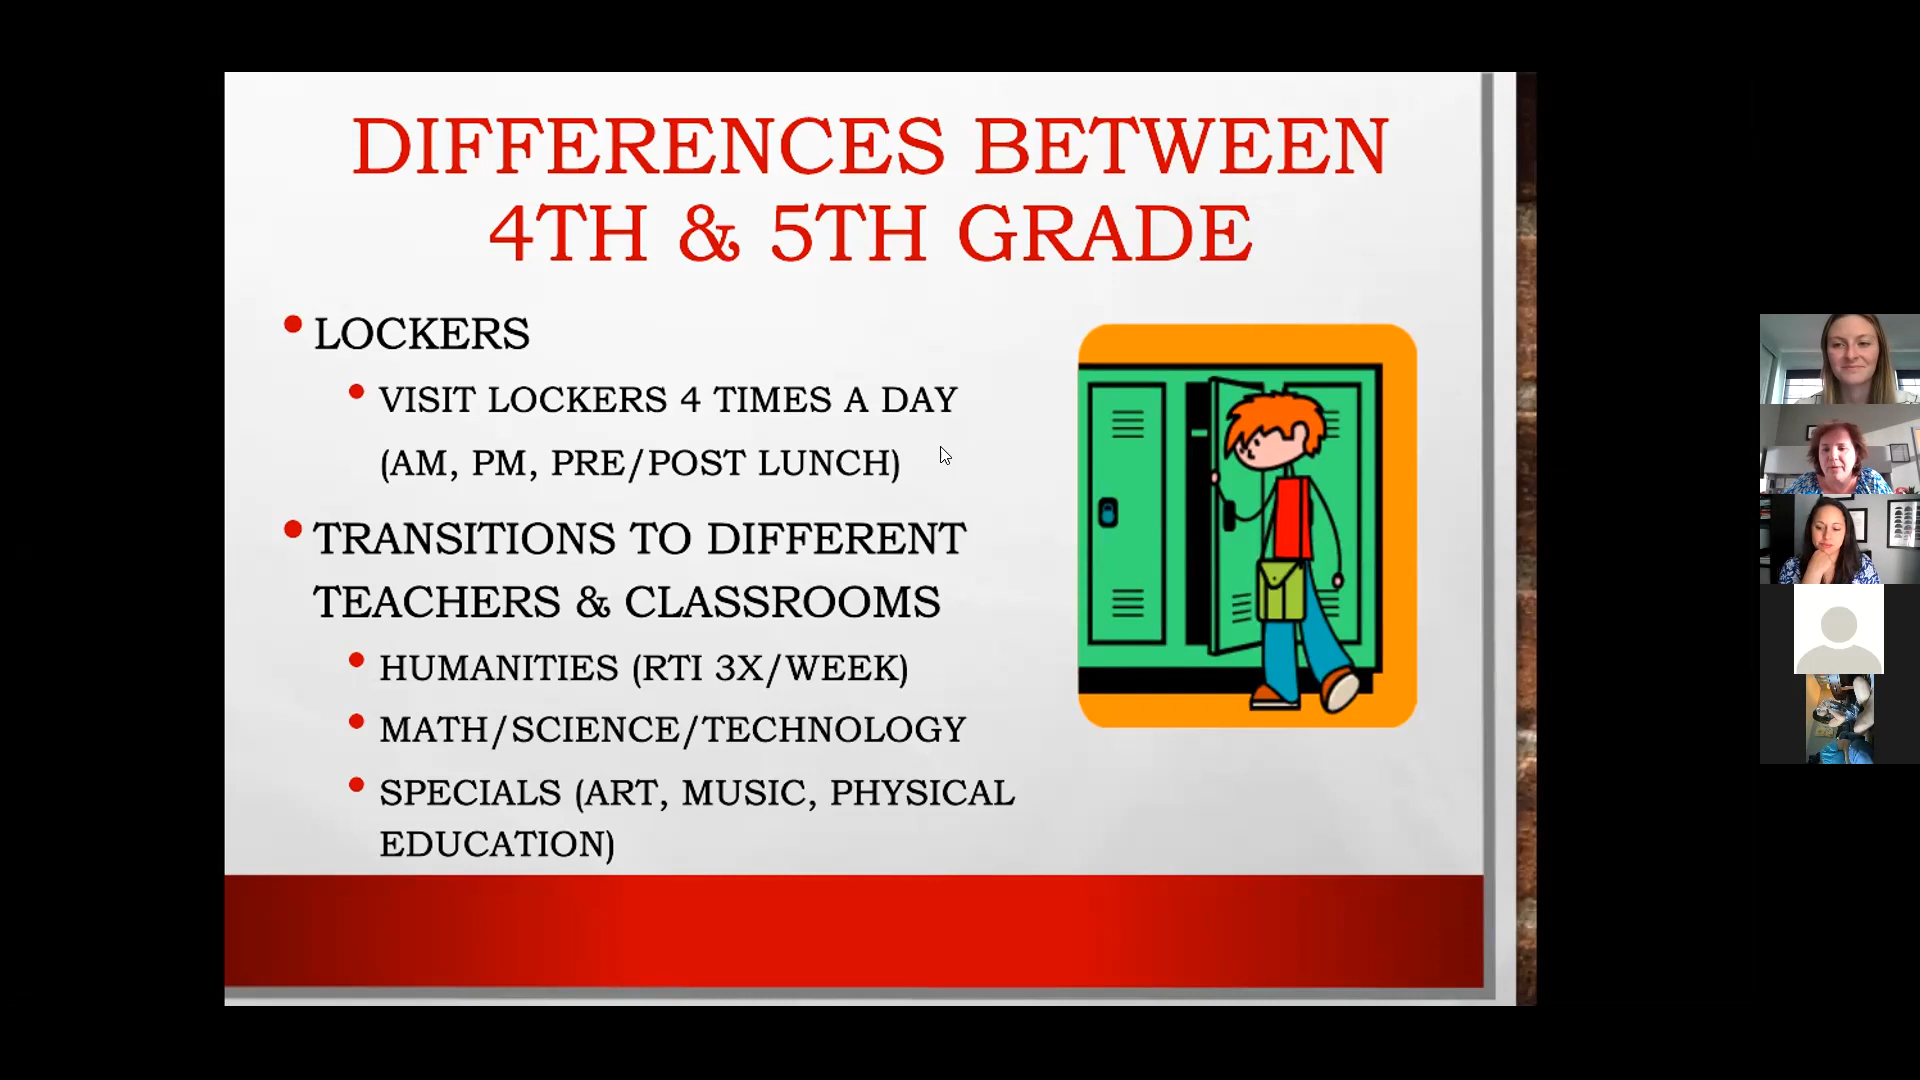 DIFFERENCES BETWEEN
4TH & 5TH GRADE
LOCKERS
VISIT LOCKERS 4 TIMES A DAY
(AM, PM, PRE/POST LUNCH)
TRANSITIONS TO DIFFERENT
TEACHERS & CLASSROOMS
HUMANITIES (RTI 3X/WEEK)
MATH/SCIENCE/TECHNOLOGY
SPECIALS (ART, MUSIC, PHYSICAL
EDUCATION)